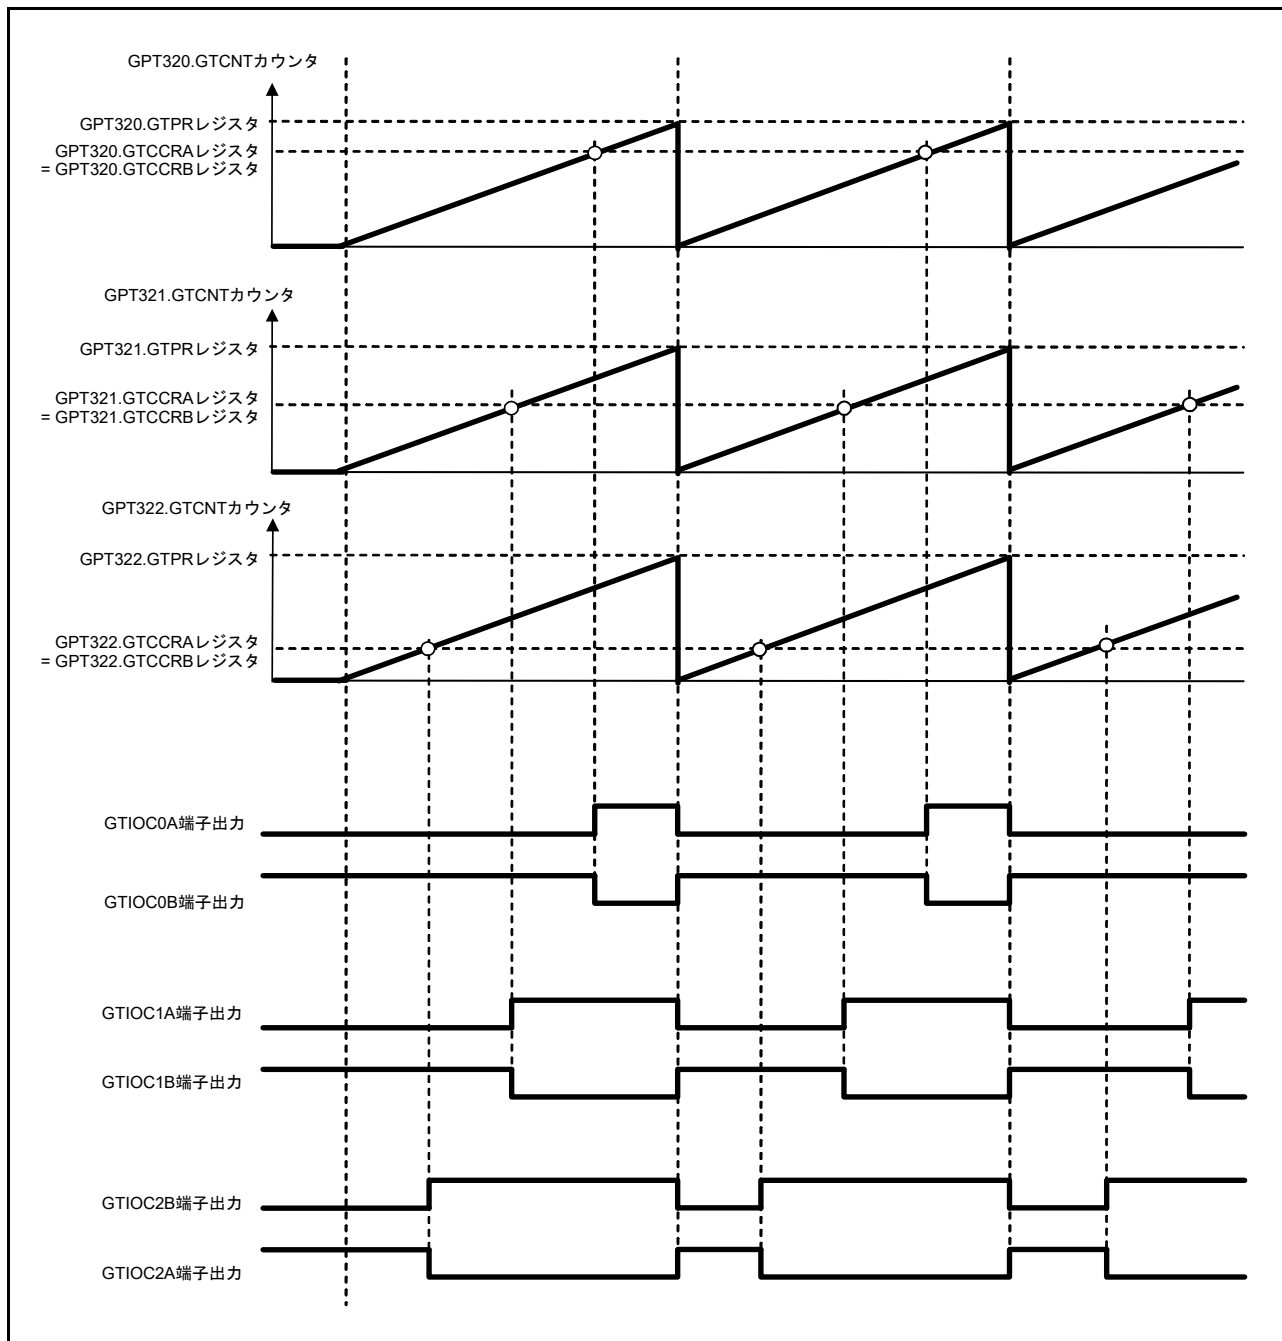 GPT320.GTCNTカウンタ
GPT320.GTPRレジスタ
GPT320.GTCCRAレジスタ
= GPT320.GTCCRBレジスタ
GPT321.GTCNTカウンタ
GPT321.GTPRレジスタ
GPT321.GTCCRAレジスタ
= GPT321.GTCCRBレジスタ
GPT322.GTCNTカウンタ
GPT322.GTPRレジスタ
GPT322.GTCCRAレジスタ
= GPT322.GTCCRBレジスタ
GTIOC0A端子出力
GTIOC0B端子出力
GTIOC1A端子出力
GTIOC1B端子出力
GTIOC2B端子出力
GTIOC2A端子出力